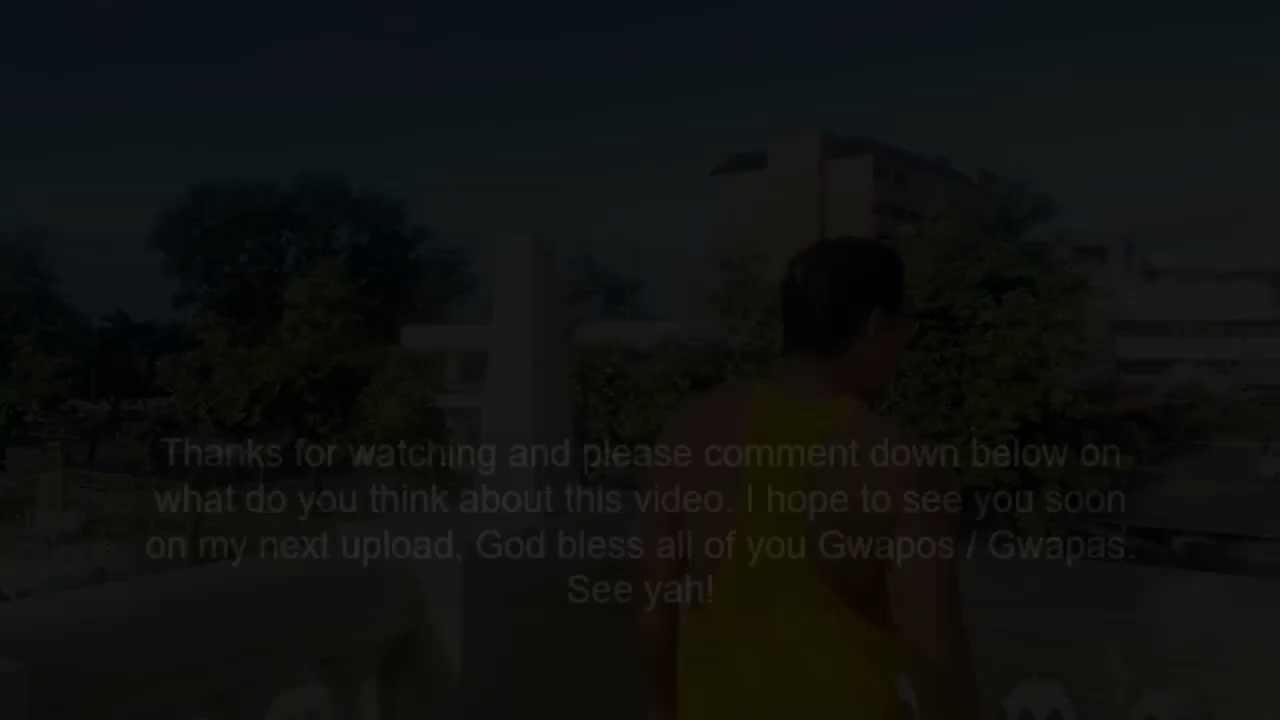 Thanks for watching and please comment down below on
what do you think about this video. I hope to see you soon
on my next upload, God bless all of you Gwapos / Gwapas.
See yah!